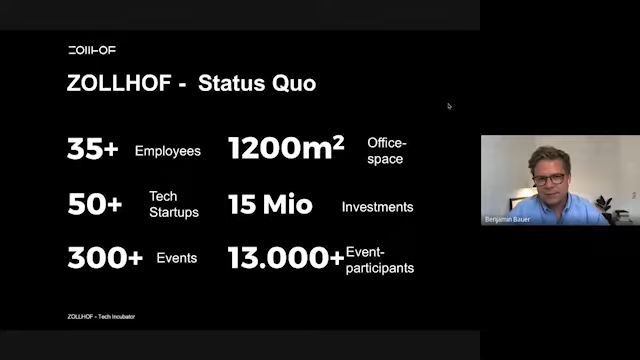 ZOLLHOF
ZOLLHOF - Status Quo
35+ Employees
1200m² Office-
space
50+ Tech
Startups
15 Mio Investments
300+ Events
13.000+ Event-
participants
Benjamin Bauer
ZOLLHOF - Tech Incubator